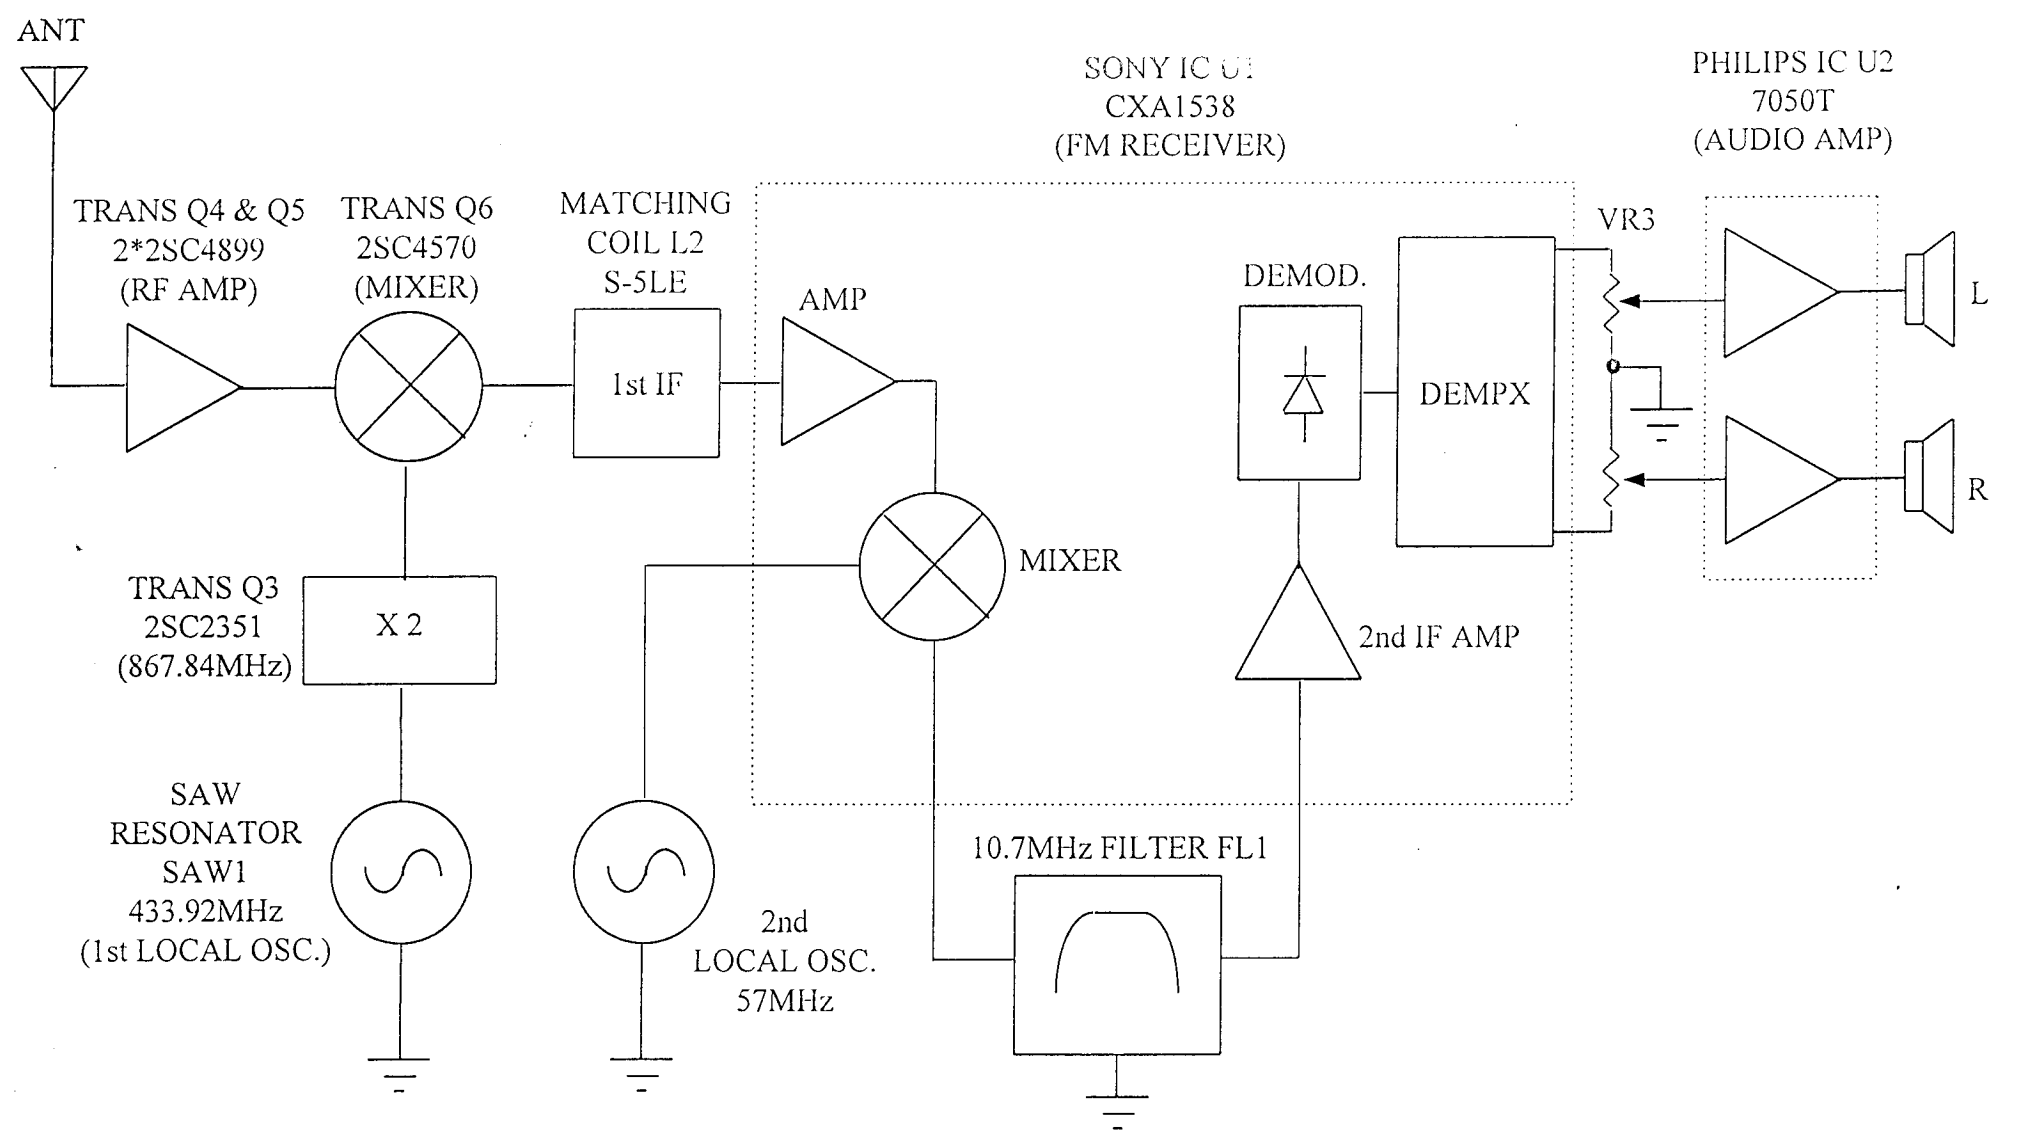 ANT
SONY IC U1
CXA1538
(FM RECEIVER)
PHILIPS IC U2
7050T
(AUDIO AMP)
TRANS Q4 & Q5
2*2SC4899
(RF AMP)
TRANS Q6
2SC4570
(MIXER)
MATCHING
COIL L2
S-5LE
1st IF
AMP
MIXER
DEMOD.
DEMPX
VR3
L
R
2nd IF AMP
TRANS Q3
2SC2351
(867.84MHz)
X 2
SAW
RESONATOR
SAW1
433.92MHz
(1st LOCAL OSC.)
2nd
LOCAL OSC.
57MHz
10.7MHz FILTER FL1